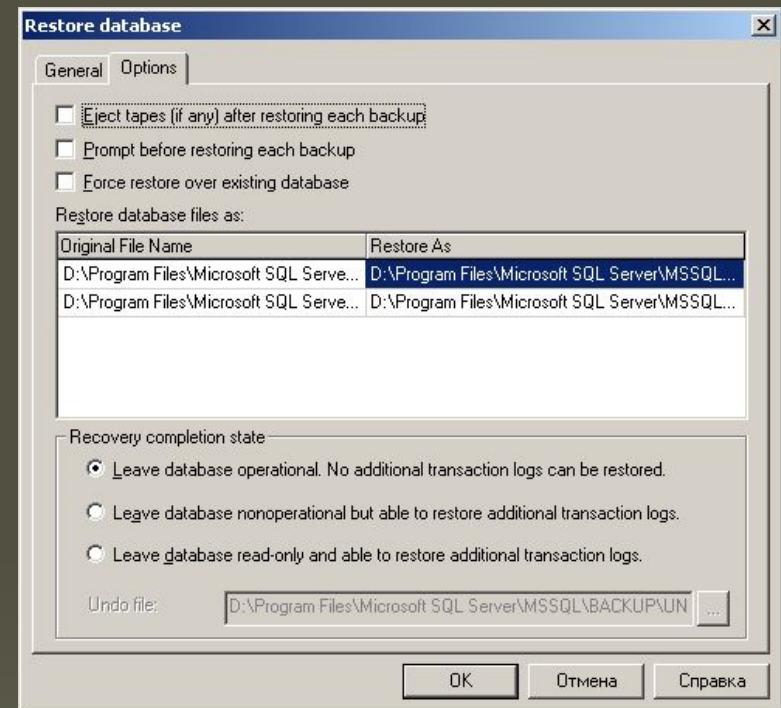 Restore database
General
Options
Eject tapes (if any) after restoring each backup
Prompt before restoring each backup
Force restore over existing database
Restore database files as:
Original File Name
Restore As
D:\Program Files\Microsoft SQL Serve...
D:\Program Files\Microsoft SQL Server\MSSQL...
D:\Program Files\Microsoft SQL Serve...
D:\Program Files\Microsoft SQL Server\MSSQL...
Recovery completion state
Leave database operational. No additional transaction logs can be restored.
Leave database nonoperational but able to restore additional transaction logs.
Leave database read-only and able to restore additional transaction logs.
Undo file:
D:\Program Files\Microsoft SQL Server\MSSQL\BACKUP\UN
...
OK
Отмена
Справка